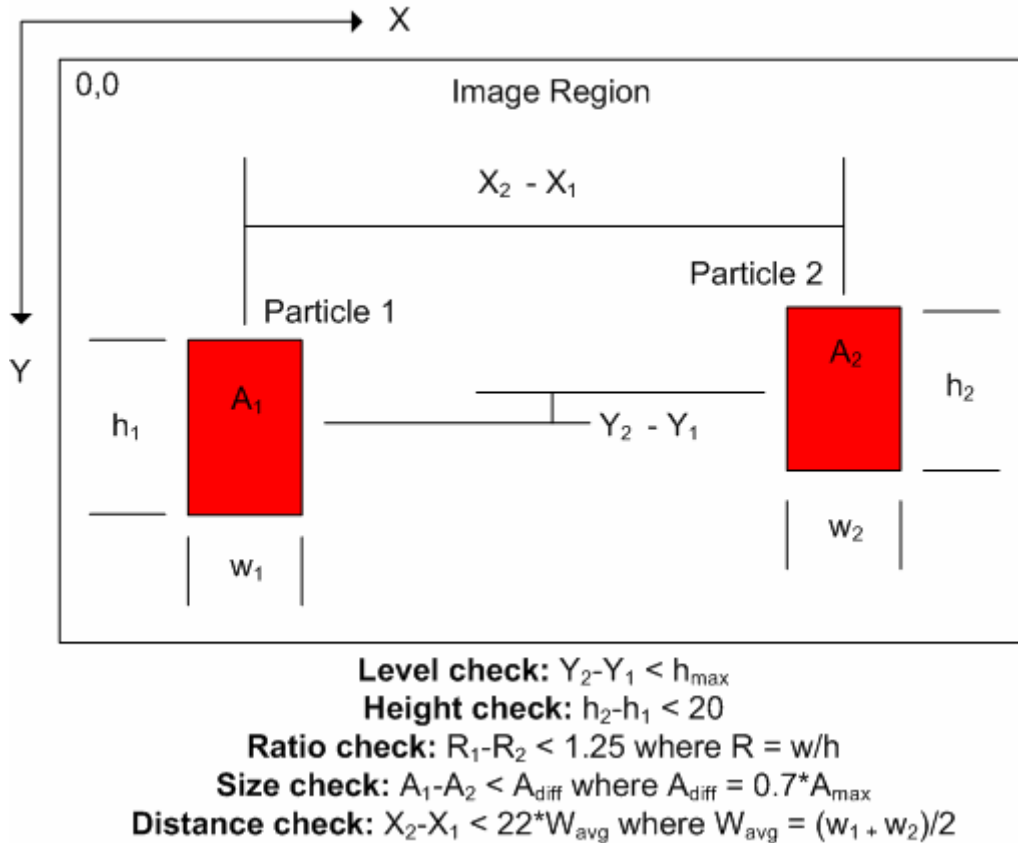 X
0,0
Image Region
X₂ - X₁
Particle 2
Particle 1
Y
A₂
A₁
h₂
h₁
Y₂ - Y₁
w₂
w₁
Level check: Y₂-Y₁ < hₘₐₓ
Height check: h₂-h₁ < 20
Ratio check: R₁-R₂ < 1.25 where R = w/h
Size check: A₁-A₂ < A_diff where A_diff = 0.7*Aₘₐₓ
Distance check: X₂-X₁ < 22*W_avg where W_avg = (w₁ ₊ w₂)/2